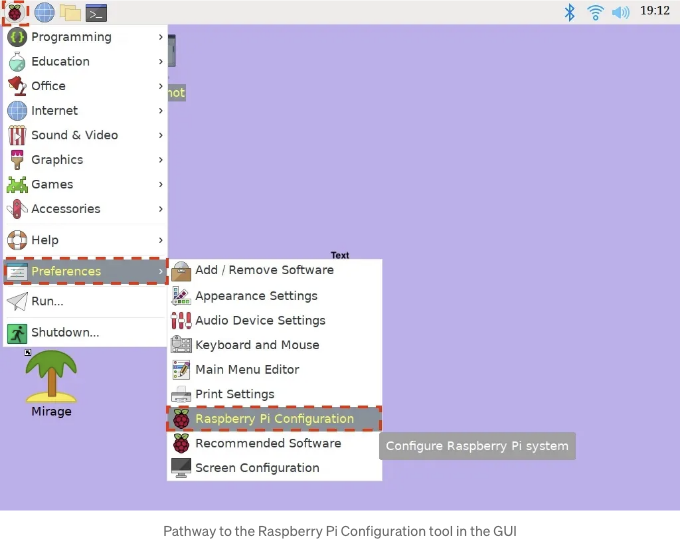 19:12
Programming
Education
Office
Internet
Sound & Video
Graphics
Games
Accessories
Help
Preferences
Run...
Shutdown...
Text
Add / Remove Software
Appearance Settings
Audio Device Settings
Keyboard and Mouse
Main Menu Editor
Print Settings
Raspberry Pi Configuration
Recommended Software
Screen Configuration
Configure Raspberry Pi system
Mirage
Pathway to the Raspberry Pi Configuration tool in the GUI